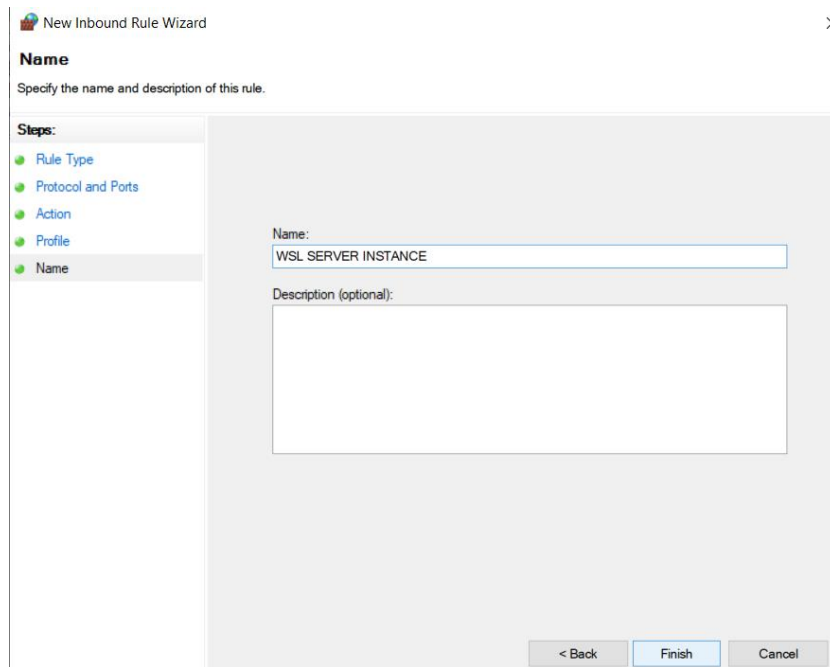 New Inbound Rule Wizard
Name
Specify the name and description of this rule.
Steps:
Rule Type
Protocol and Ports
Action
Profile
Name
Name:
WSL SERVER INSTANCE
Description (optional):
< Back Finish Cancel